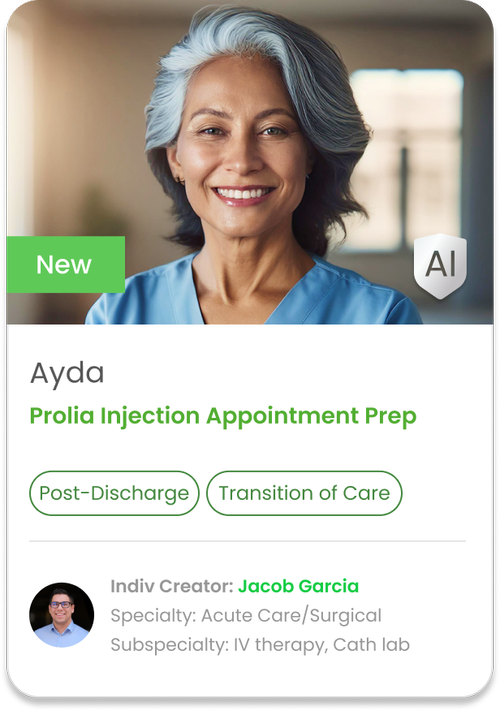 New
AI
Ayda
Prolia Injection Appointment Prep
Post-Discharge Transition of Care
Indiv Creator: Jacob Garcia
Specialty: Acute Care/Surgical
Subspecialty: IV therapy, Cath lab